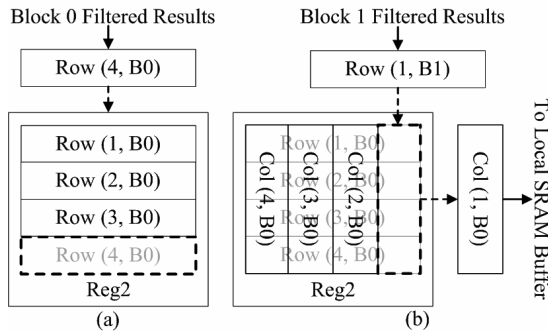 Block 0 Filtered Results
Row (4, B0)
Row (1, B0)
Row (2, B0)
Row (3, B0)
Row (4, B0)
Reg2
(a)
Block 1 Filtered Results
Row (1, B1)
Row (1, B0)
Row (2, B0)
Row (3, B0)
Row (4, B0)
Col (4, B0)
Col (3, B0)
Col (2, B0)
Col (1, B0)
To Local SRAM Buffer
Reg2
(b)